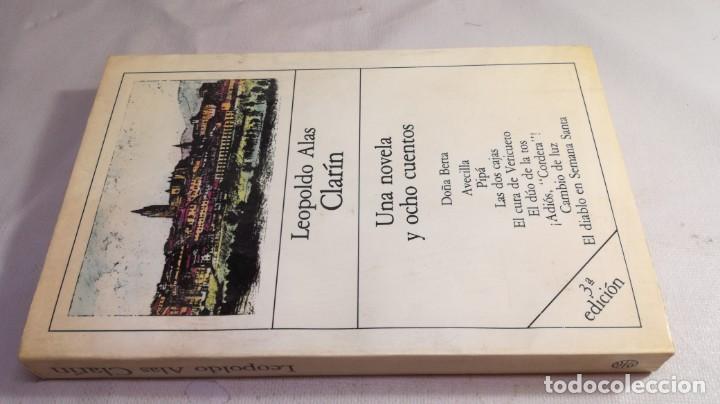 Leopoldo Alas
Clarín
Una novela
y ocho cuentos
Doña Berta
Avecilla
Pipá
Las dos cajas
El cura de Vericueto
El dúo de la tos
¡Adiós, "Cordera"!
Cambio de luz
El diablo en Semana Santa
3ª
edición
Leopoldo Alas Clarín
todocoleccion.net